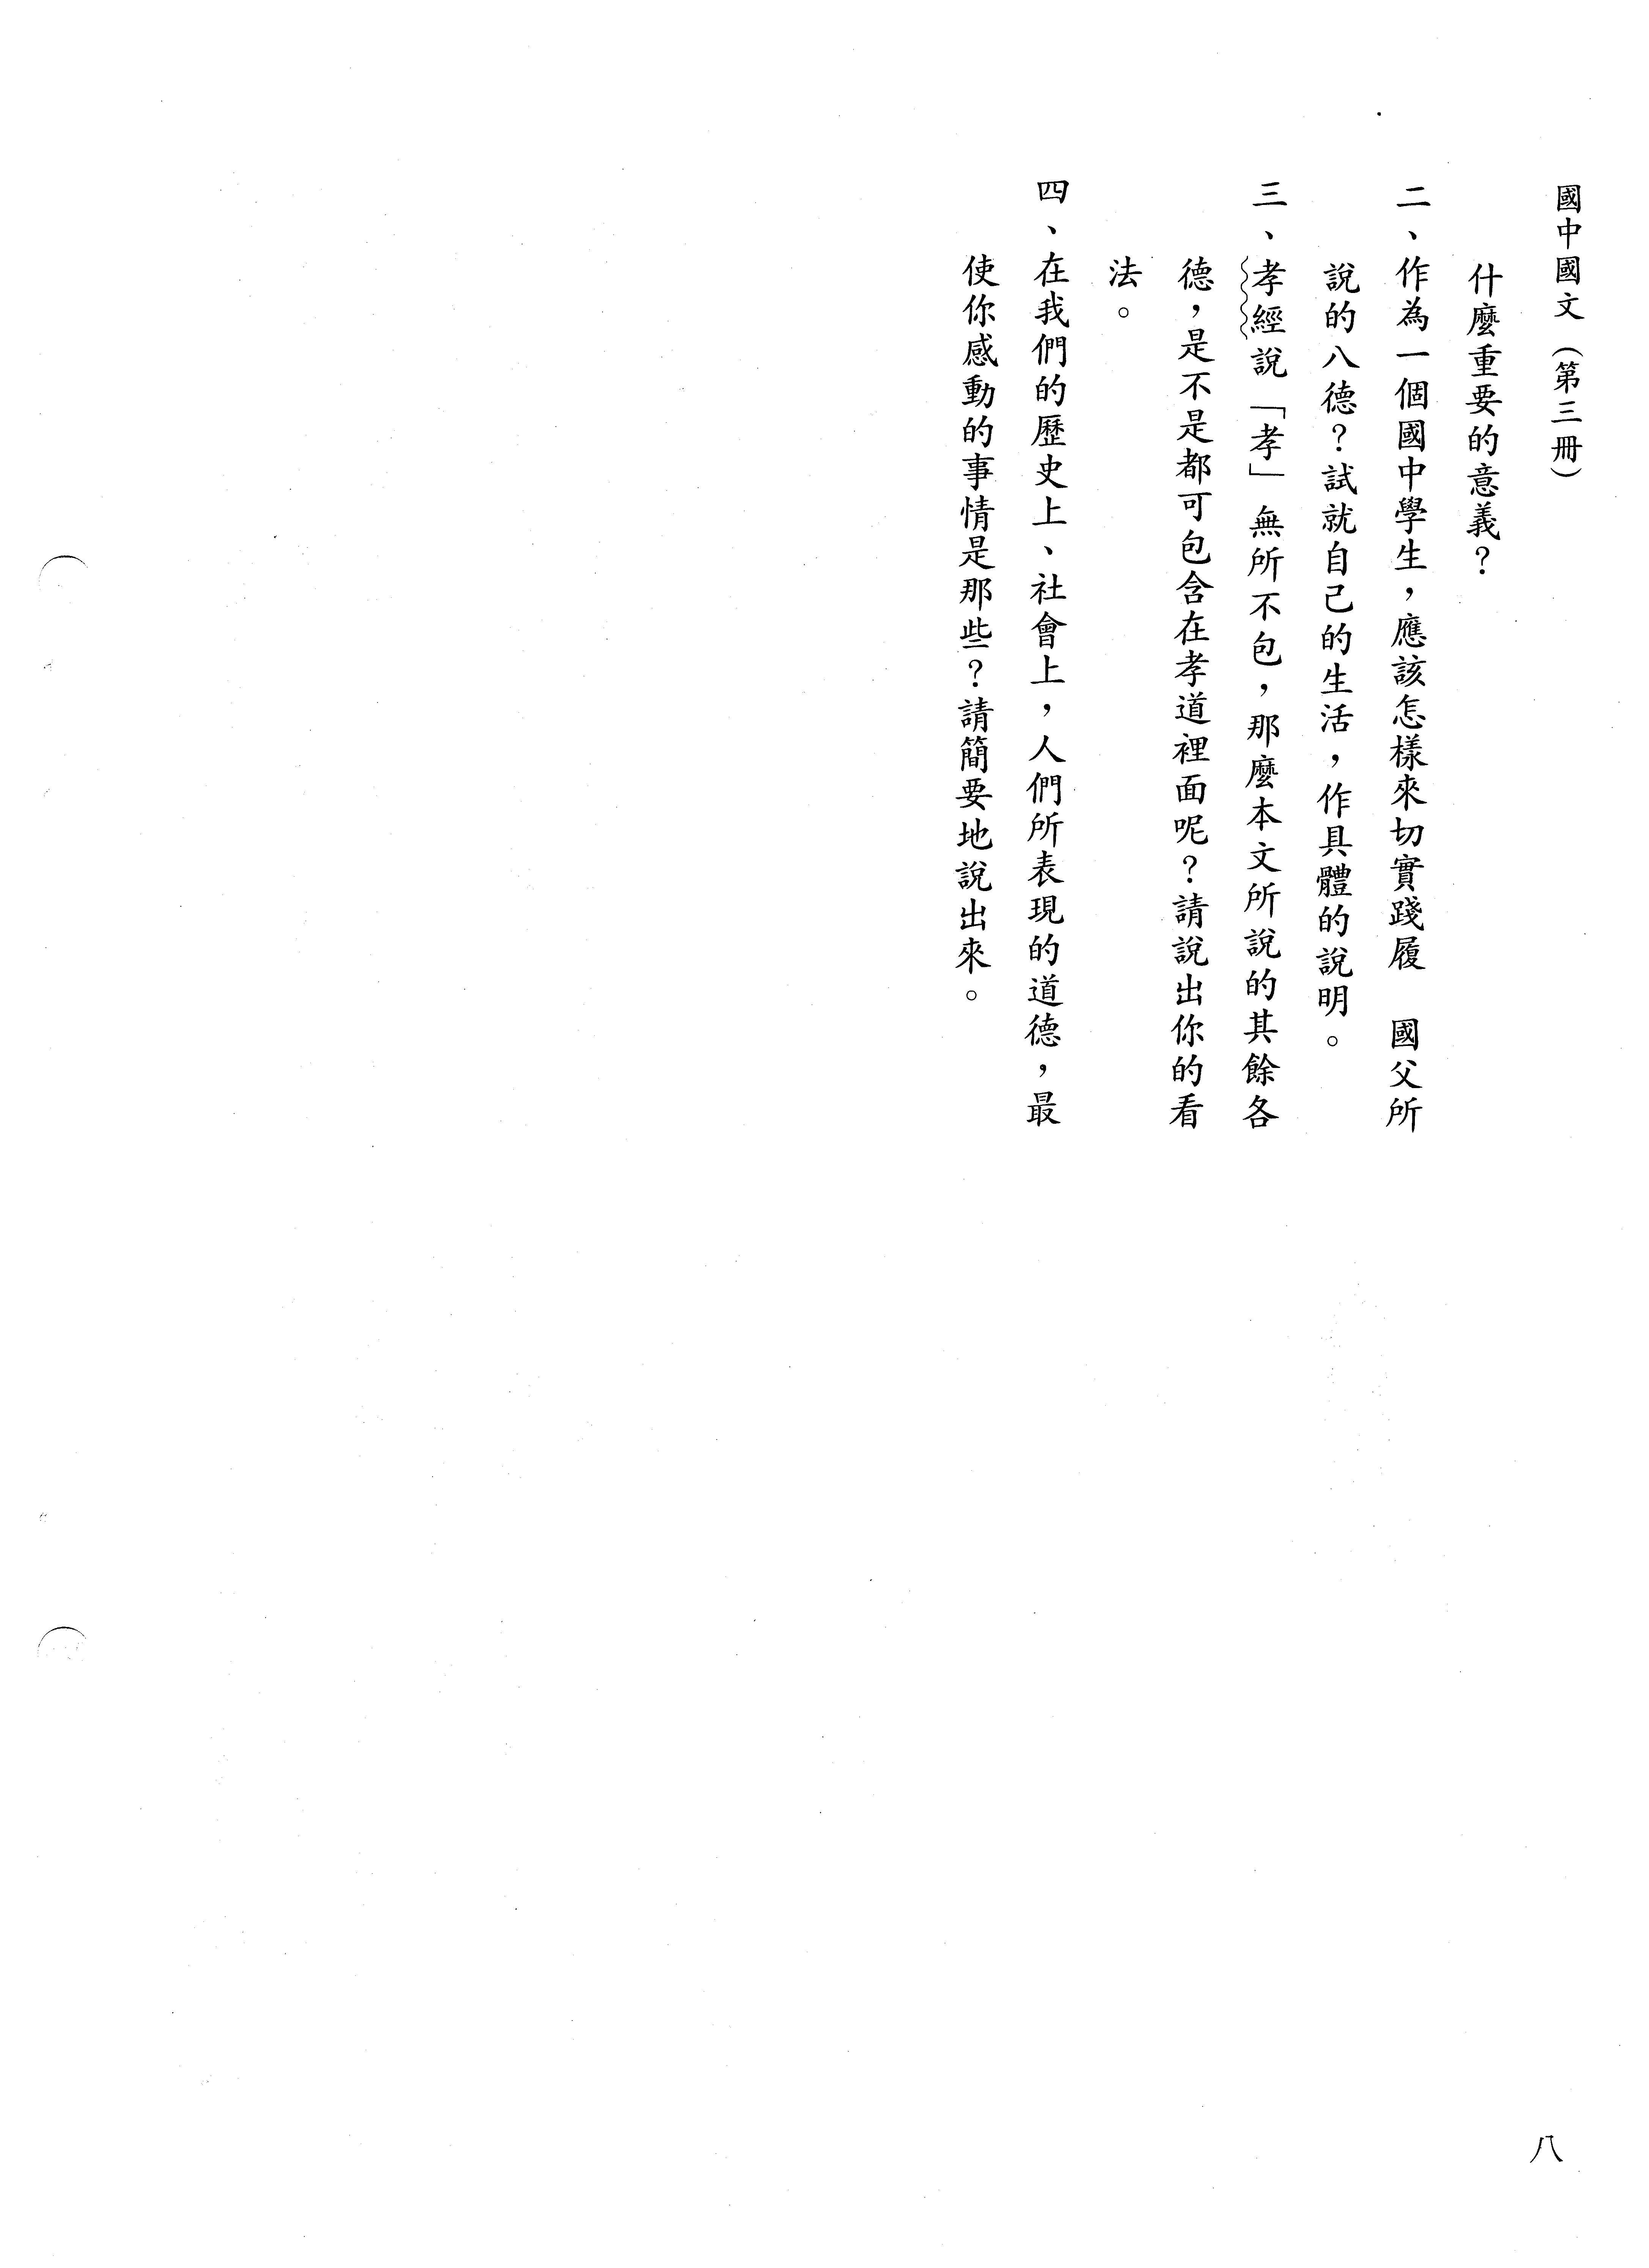 國中國文（第三冊）
什麼重要的意義？
二、作為一個國中學生，應該怎樣來切實踐履　國父所
說的八德？試就自己的生活，作具體的說明。
三、孝經說「孝」無所不包，那麼本文所說的其餘各
德，是不是都可包含在孝道裡面呢？請說出你的看
法。
四、在我們的歷史上、社會上，人們所表現的道德，最
使你感動的事情是那些？請簡要地說出來。
八